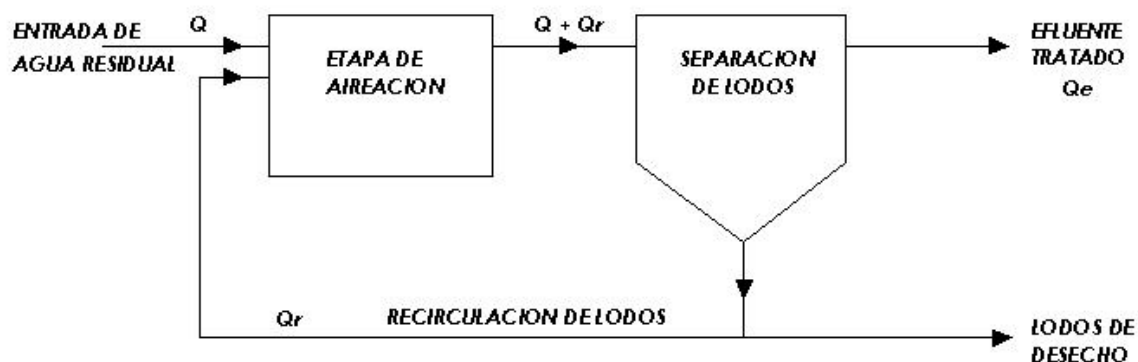 ENTRADA DE
AGUA RESIDUAL
Q
ETAPA DE
AIREACION
Q + Qr
SEPARACION
DE LODOS
EFLUENTE
TRATADO
Qe
Qr
RECIRCULACION DE LODOS
LODOS DE
DESECHO